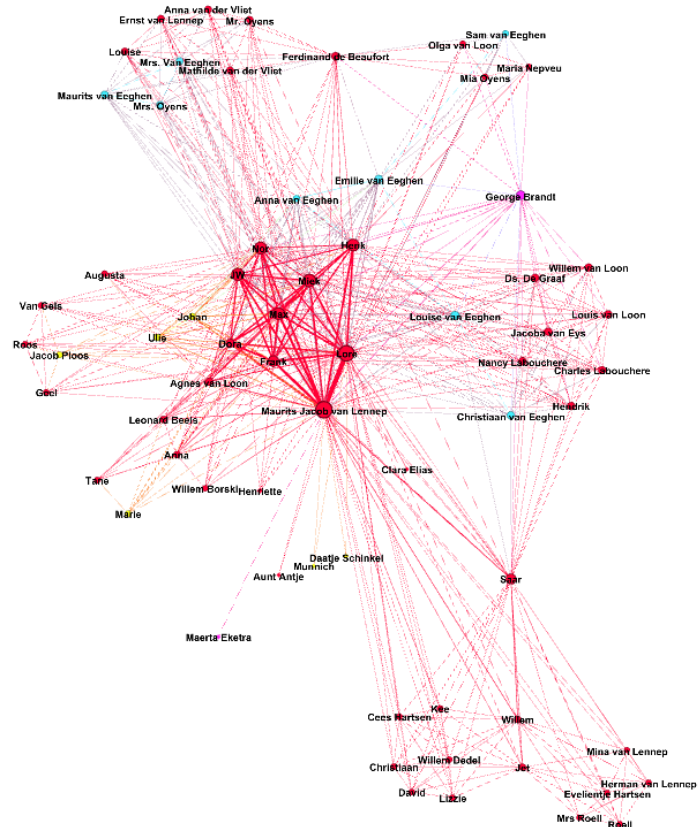 Anna van der Vliet
Ernst van Lennep
Mr. Oyens
Sam van Eeghen
Olga van Loon
Louise
Ferdinand de Beaufort
Mrs. Van Eeghen
Mathilde van der Vliet
Maria Nepveu
Mia Oyens
Maurits van Eeghen
Mrs. Oyens
Emilie van Eeghen
Anna van Eeghen
George Brandt
Henk
Augusta
JW
Miek
Willem van Loon
Ds. De Graaf
Van Gels
Johan
Max
Louise van Eeghen
Louis van Loon
Jacoba van Eys
Roos
Ulie
Dora
Jacob Ploos
Frank
Lore
Nancy Labouchere
Charles Labouchere
Geel
Agnes van Loon
Maurits Jacob van Lennep
Hendrik
Leonard Beels
Christiaan van Eeghen
Anna
Clara Elias
Tane
Willem Borski
Henriette
Marie
Daatje Schinkel
Munnich
Aunt Antje
Saar
Maerta Eketra
Kee
Cees Hartsen
Willem
Mina van Lennep
Willem Dedel
Christiaan
Jet
Herman van Lennep
David
Lizzie
Evelientje Hartsen
Mrs Roell
Roell